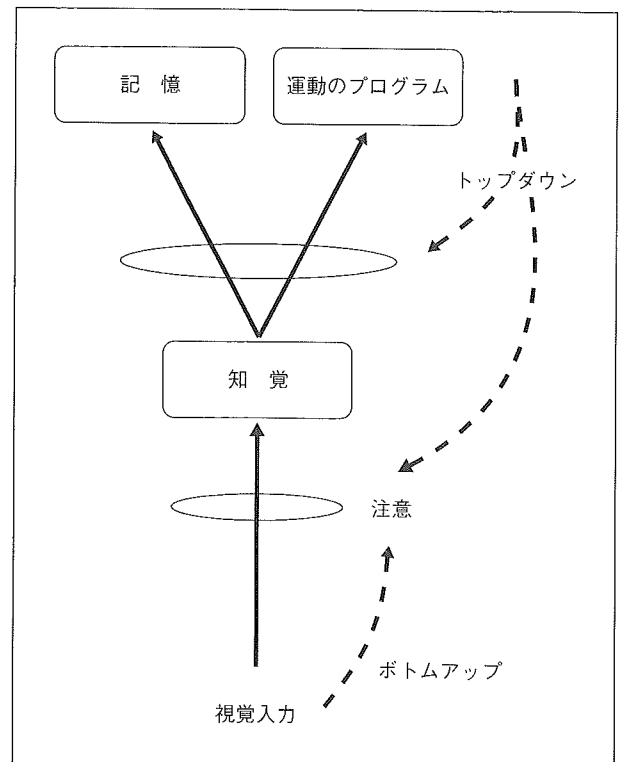 記憶
運動のプログラム
トップダウン
知覚
注意
ボトムアップ
視覚入力